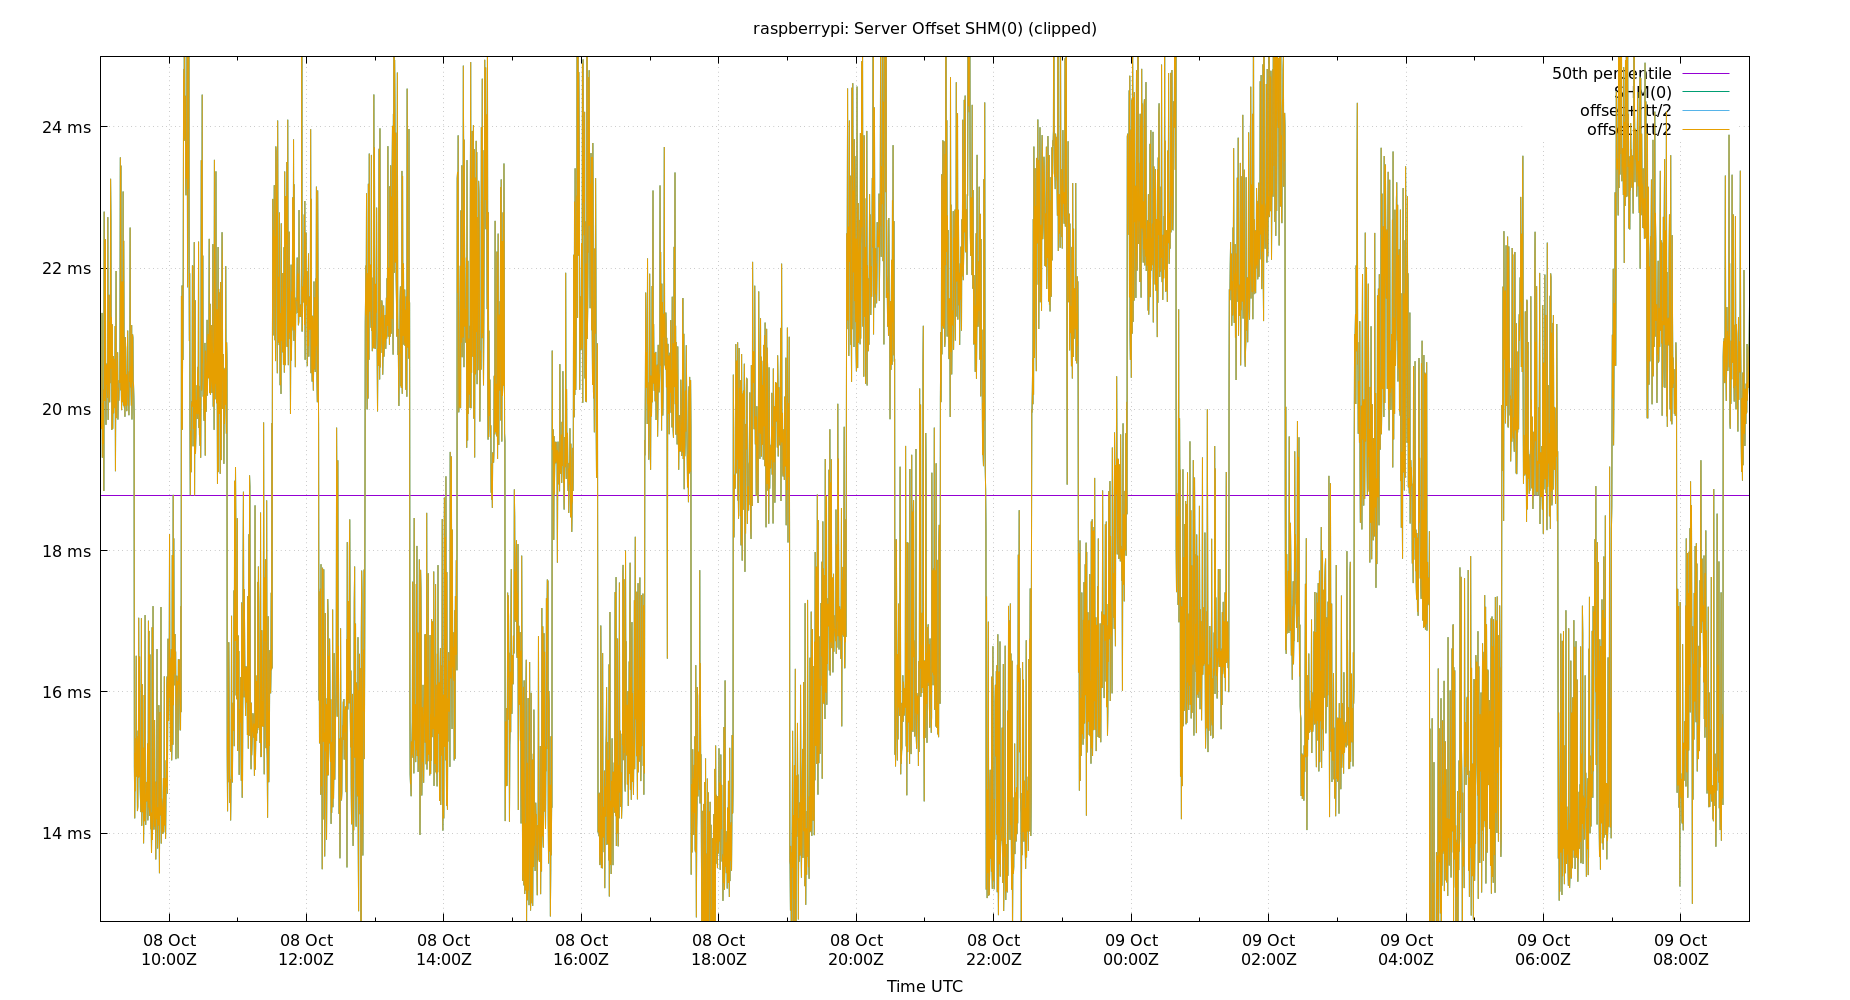 raspberrypi: Server Offset SHM(0) (clipped)
50th percentile
SHM(0)
offset+rtt/2
offset-rtt/2
24 ms
22 ms
20 ms
18 ms
16 ms
14 ms
08 Oct 08 Oct 08 Oct 08 Oct 08 Oct 08 Oct 08 Oct 09 Oct 09 Oct 09 Oct 09 Oct 09 Oct
10:00Z 12:00Z 14:00Z 16:00Z 18:00Z 20:00Z 22:00Z 00:00Z 02:00Z 04:00Z 06:00Z 08:00Z
Time UTC